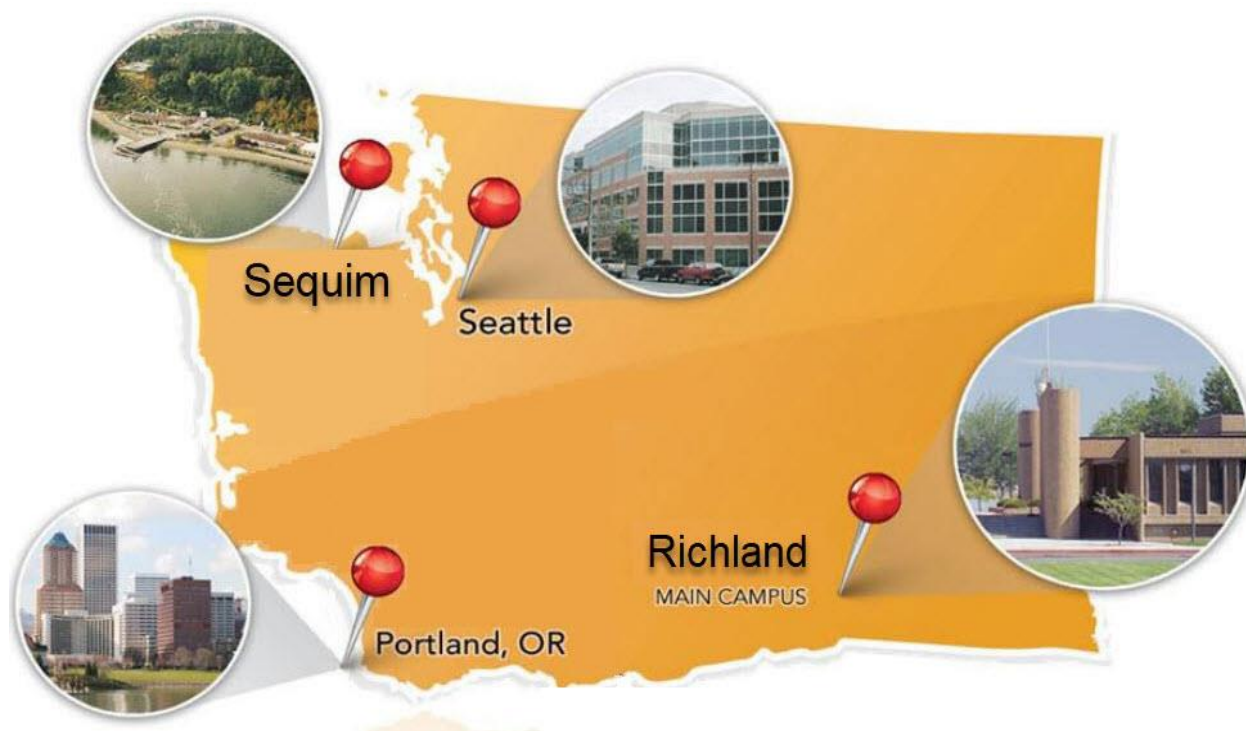 Sequim
Seattle
Richland
MAIN CAMPUS
Portland, OR